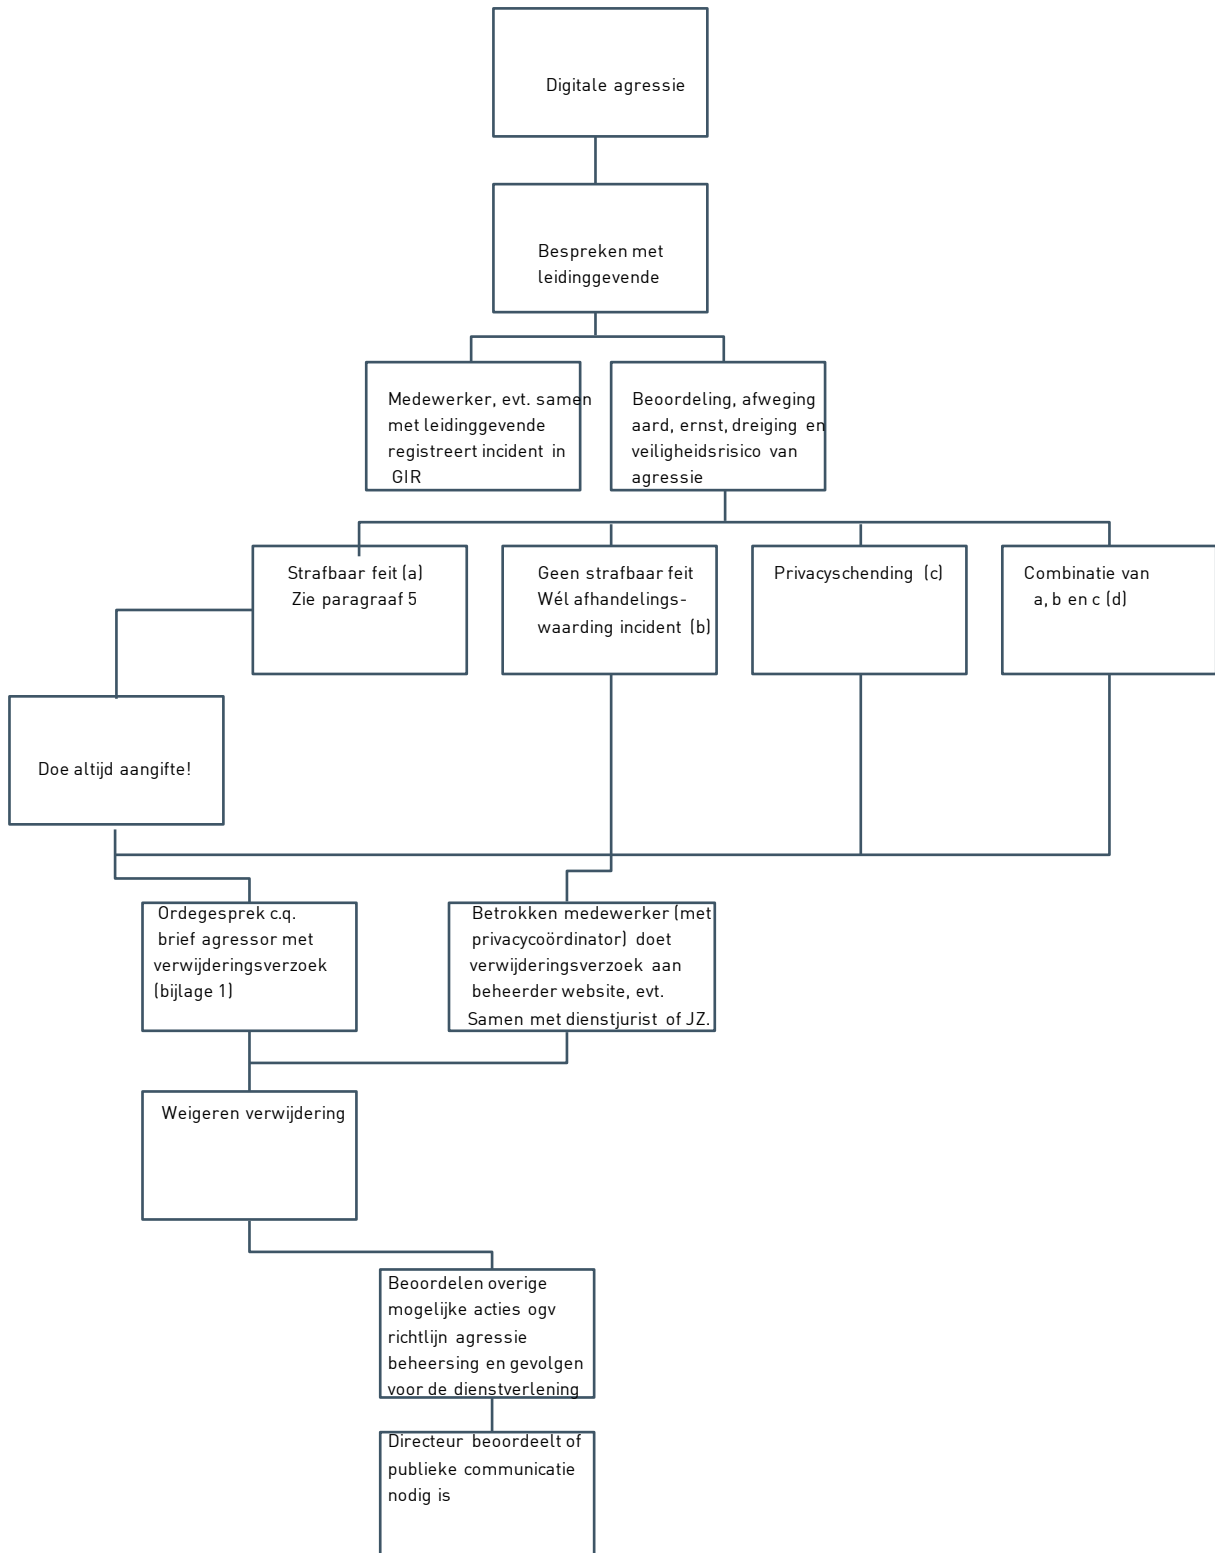 Digitale agressie
Bespreken met
leidinggevende
Medewerker, evt. samen
met leidinggevende
registreert incident in
GIR
Beoordeling, afweging
aard, ernst, dreiging en
veiligheidsrisico van
agressie
Strafbaar feit (a)
Zie paragraaf 5
Geen strafbaar feit
Wél afhandelings-
waarding incident (b)
Privacyschending (c)
Combinatie van
a, b en c (d)
Doe altijd aangifte!
Ordegesprek c.q.
brief agressor met
verwijderingsverzoek
(bijlage 1)
Betrokken medewerker (met
privacycoördinator) doet
verwijderingsverzoek aan
beheerder website, evt.
Samen met dienstjurist of JZ.
Weigeren verwijdering
Beoordelen overige
mogelijke acties ogv
richtlijn agressie
beheersing en gevolgen
voor de dienstverlening
Directeur beoordeelt of
publieke communicatie
nodig is